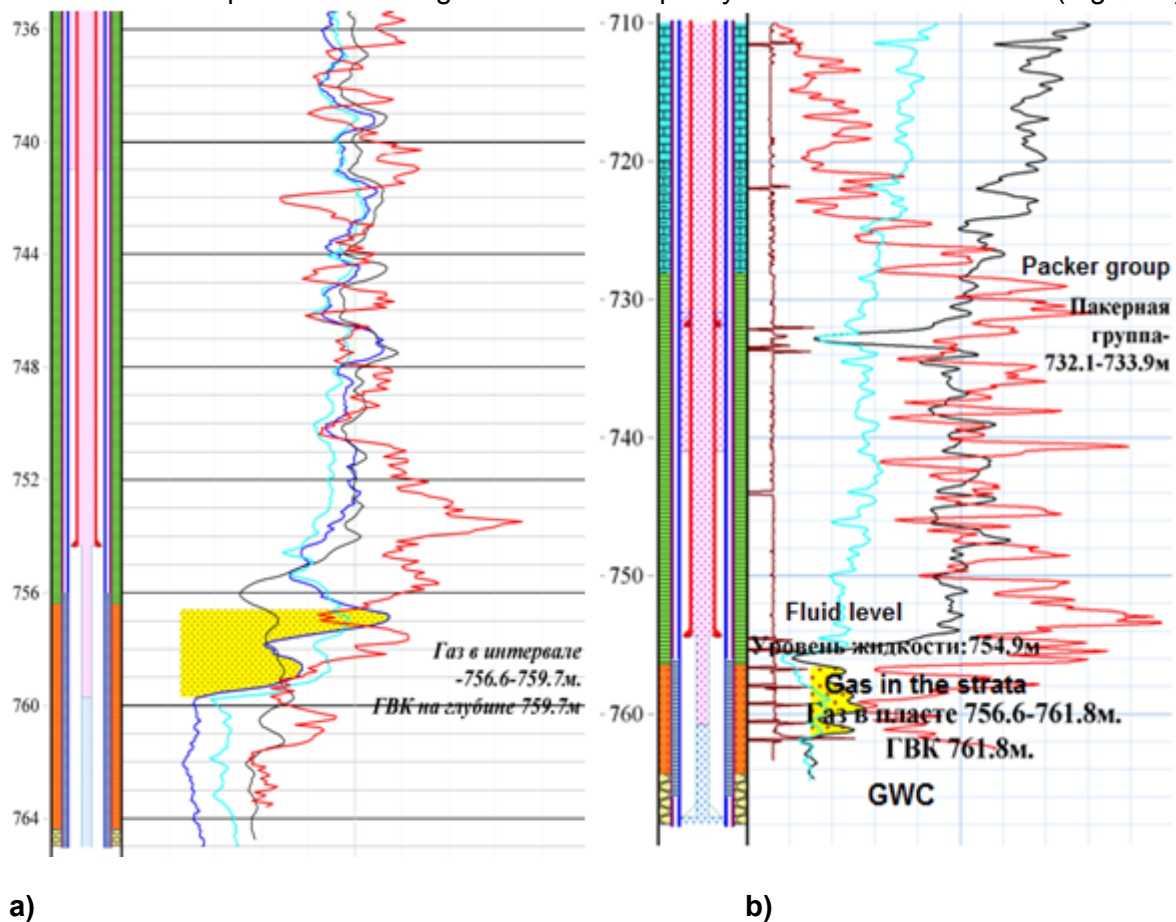 736
740
744
748
752
756
Газ в интервале
-756.6-759.7м.
ГВК на глубине 759.7м
760
764
a)
710
720
Packer group
730
Пакерная
группа-
732.1-733.9м
740
750
Fluid level
Уровень жидкости:754.9м
Gas in the strata
760
Газ в пласте 756.6-761.8м.
ГВК 761.8м.
GWC
b)